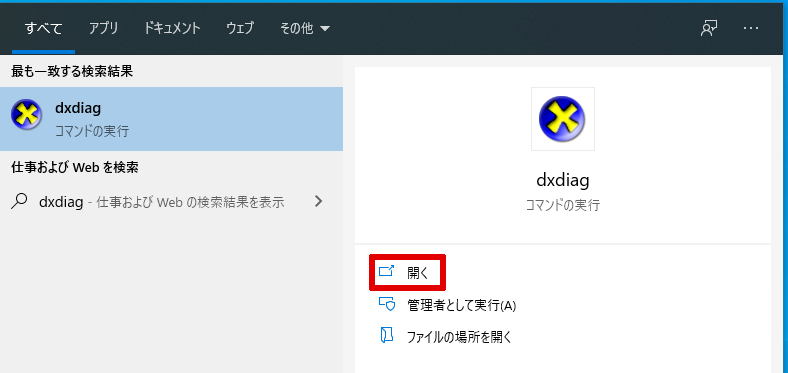 すべて アプリ ドキュメント ウェブ その他
最も一致する検索結果
dxdiag
コマンドの実行
仕事および Web を検索
dxdiag - 仕事および Web の検索結果を表示
dxdiag
コマンドの実行
開く
管理者として実行(A)
ファイルの場所を開く